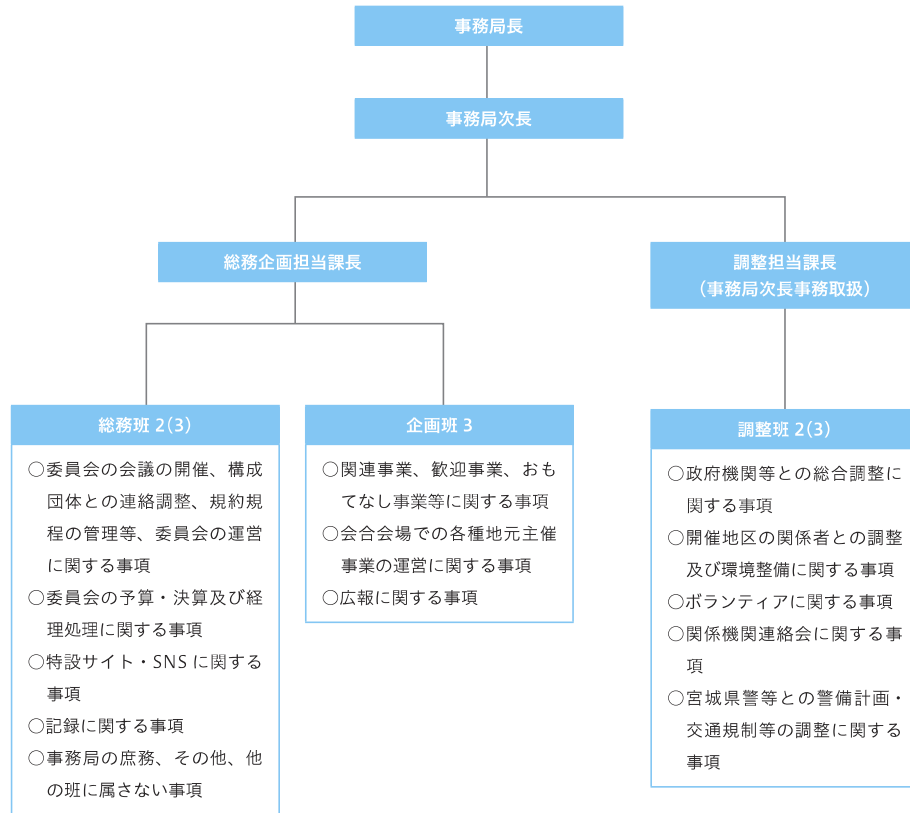 事務局長
事務局次長
総務企画担当課長
調整担当課長
（事務局次長事務取扱）
総務班 2(3)
○委員会の会議の開催、構成
団体との連絡調整、規約規
程の管理等、委員会の運営
に関する事項
○委員会の予算・決算及び経
理処理に関する事項
○特設サイト・SNS に関する
事項
○記録に関する事項
○事務局の庶務、その他、他
の班に属さない事項
企画班 3
○関連事業、歓迎事業、おも
てなし事業等に関する事項
○会合会場での各種地元主催
事業の運営に関する事項
○広報に関する事項
調整班 2(3)
○政府機関等との総合調整に
関する事項
○開催地区の関係者との調整
及び環境整備に関する事項
○ボランティアに関する事項
○関係機関連絡会に関する事
項
○宮城県警等との警備計画・
交通規制等の調整に関する
事項